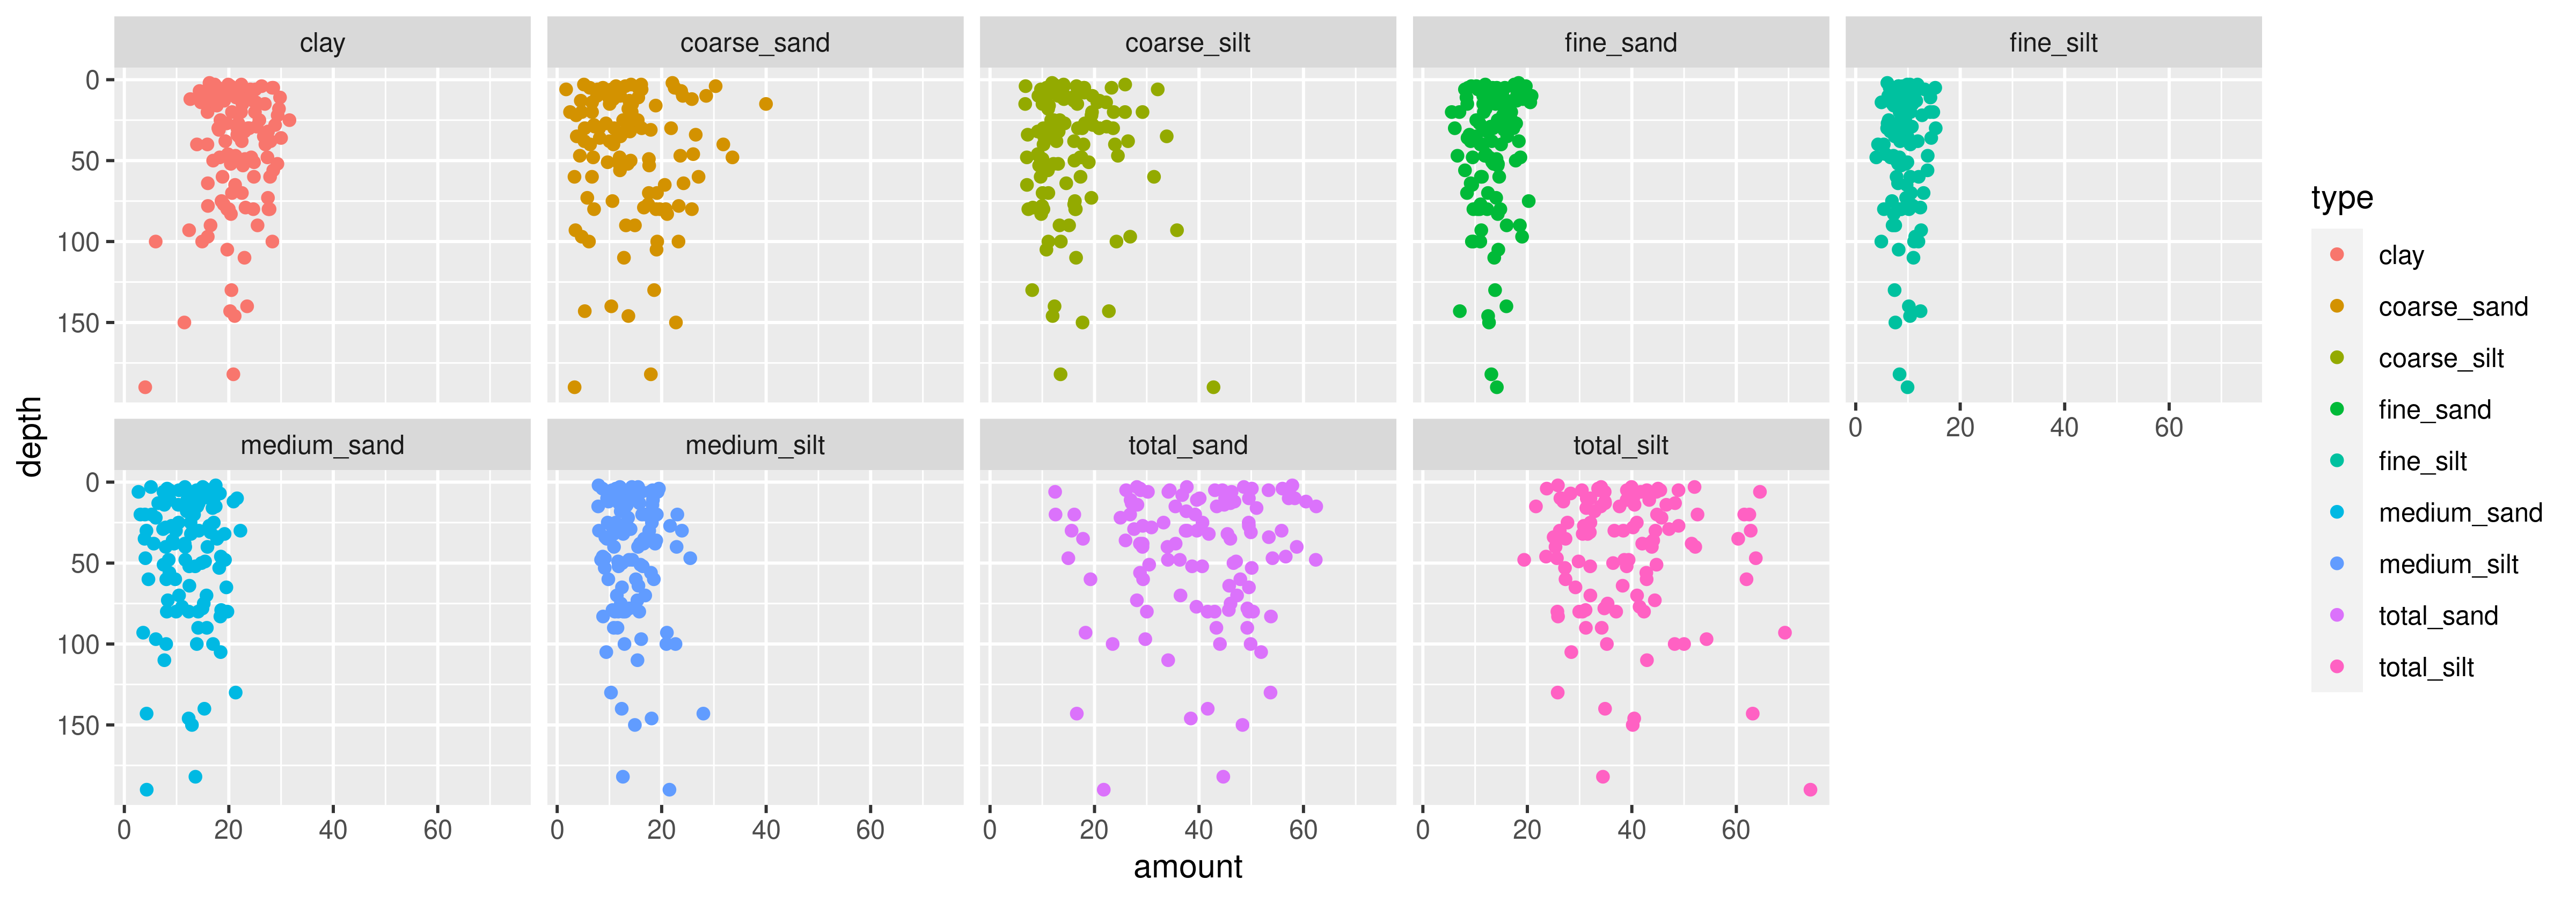 clay
coarse_sand
coarse_silt
fine_sand
fine_silt
0
50
100
150
0
20
40
60
medium_sand
medium_silt
total_sand
total_silt
0
50
100
150
0
20
40
60
0
20
40
60
0
20
40
60
0
20
40
60
depth
amount
type
clay
coarse_sand
coarse_silt
fine_sand
fine_silt
medium_sand
medium_silt
total_sand
total_silt